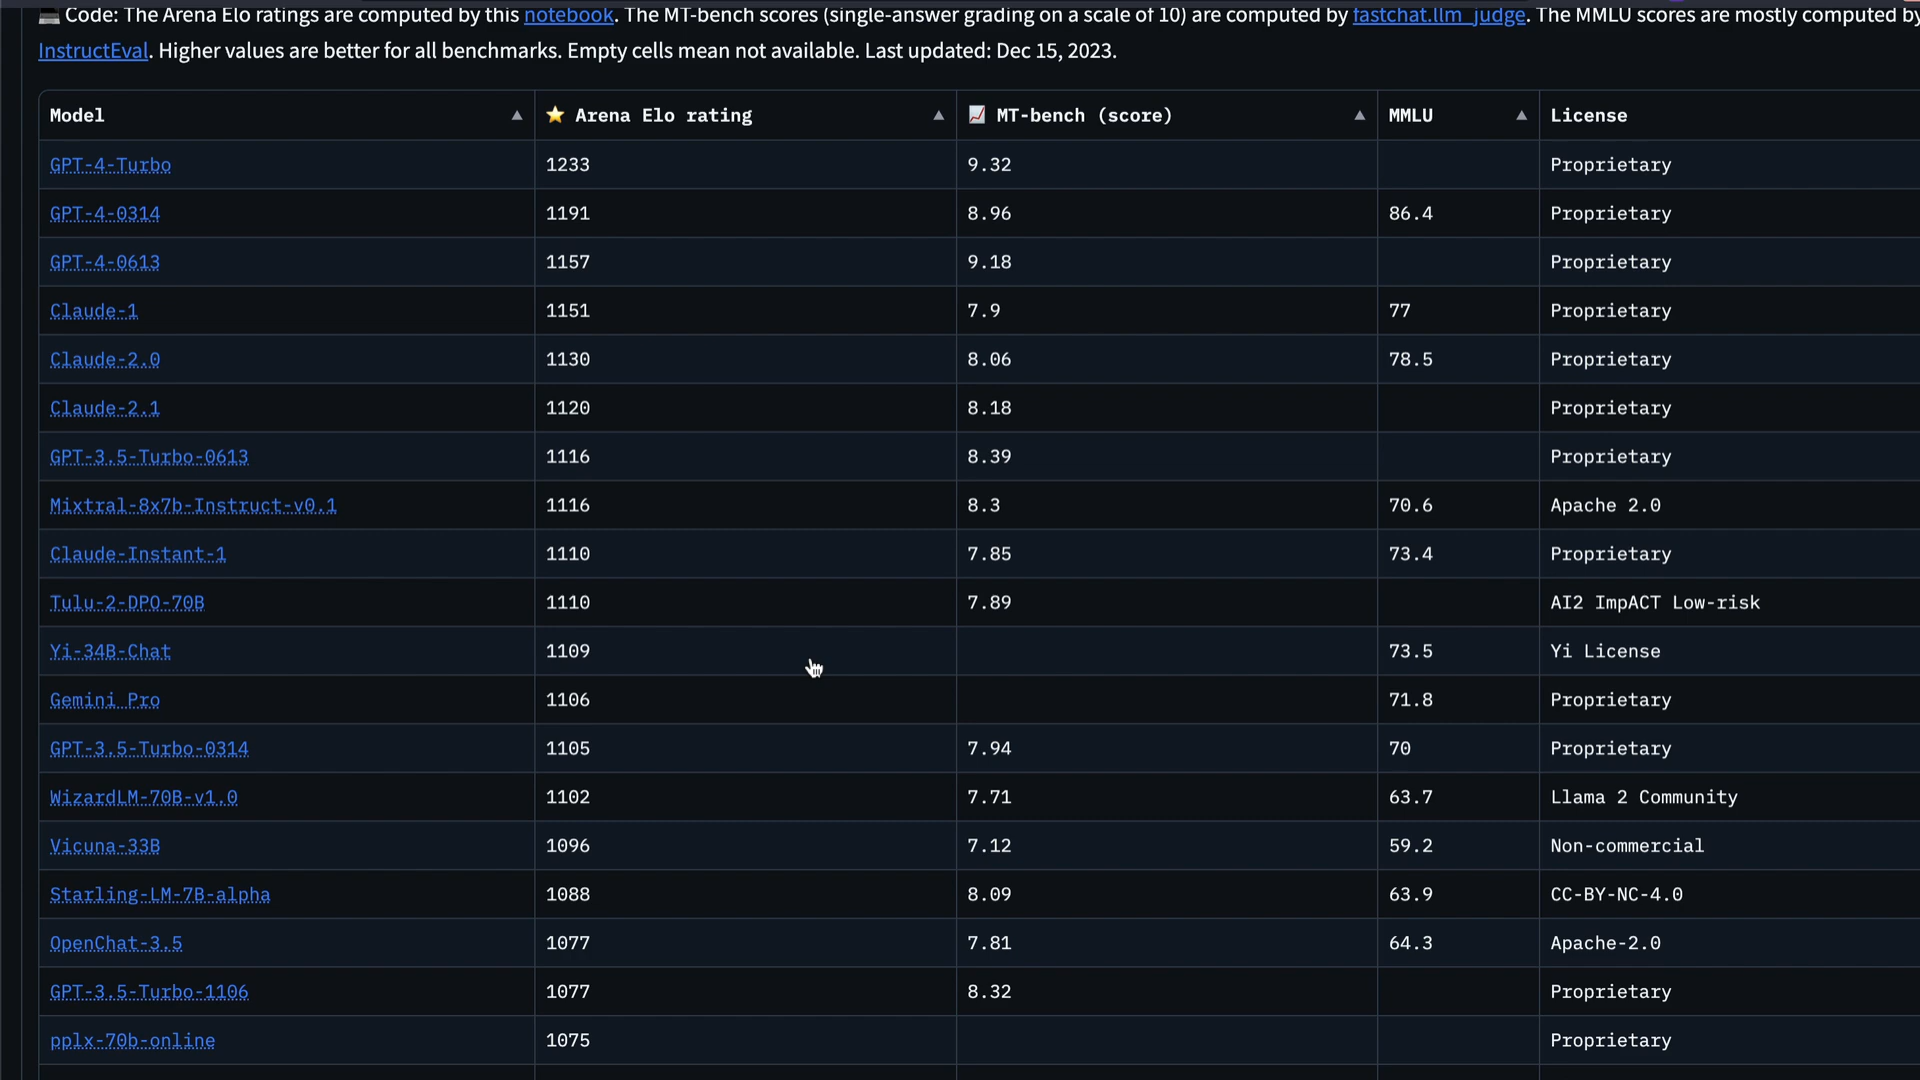 💻 Code: The Arena Elo ratings are computed by this notebook. The MT-bench scores (single-answer grading on a scale of 10) are computed by fastchat.llm_judge. The MMLU scores are mostly computed by
InstructEval. Higher values are better for all benchmarks. Empty cells mean not available. Last updated: Dec 15, 2023.
Model ▲ ⭐ Arena Elo rating ▲ 📈 MT-bench (score) ▲ MMLU ▲ License
GPT-4-Turbo 1233 9.32 Proprietary
GPT-4-0314 1191 8.96 86.4 Proprietary
GPT-4-0613 1157 9.18 Proprietary
Claude-1 1151 7.9 77 Proprietary
Claude-2.0 1130 8.06 78.5 Proprietary
Claude-2.1 1120 8.18 Proprietary
GPT-3.5-Turbo-0613 1116 8.39 Proprietary
Mixtral-8x7b-Instruct-v0.1 1116 8.3 70.6 Apache 2.0
Claude-Instant-1 1110 7.85 73.4 Proprietary
Tulu-2-DPO-70B 1110 7.89 AI2 ImpACT Low-risk
Yi-34B-Chat 1109 73.5 Yi License
Gemini Pro 1106 71.8 Proprietary
GPT-3.5-Turbo-0314 1105 7.94 70 Proprietary
WizardLM-70B-v1.0 1102 7.71 63.7 Llama 2 Community
Vicuna-33B 1096 7.12 59.2 Non-commercial
Starling-LM-7B-alpha 1088 8.09 63.9 CC-BY-NC-4.0
OpenChat-3.5 1077 7.81 64.3 Apache-2.0
GPT-3.5-Turbo-1106 1077 8.32 Proprietary
pplx-70b-online 1075 Proprietary